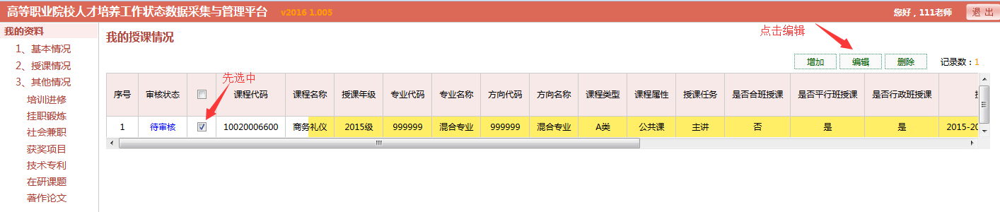 高等职业院校人才培养工作状态数据采集与管理平台 v2016 1.005 您好，111老师 退 出
我的资料
1、基本情况
2、授课情况
3、其他情况
培训进修
挂职锻炼
社会兼职
获奖项目
技术专利
在研课题
著作论文
我的授课情况
点击编辑
增加 编辑 删除 记录数：1
先选中
序号 审核状态 课程代码 课程名称 授课年级 专业代码 专业名称 方向代码 方向名称 课程类型 课程属性 授课任务 是否合班授课 是否平行班授课 是否行政班授课
1 待审核 10020006600 商务礼仪 2015级 999999 混合专业 999999 混合专业 A类 公共课 主讲 否 是 是 2015-20